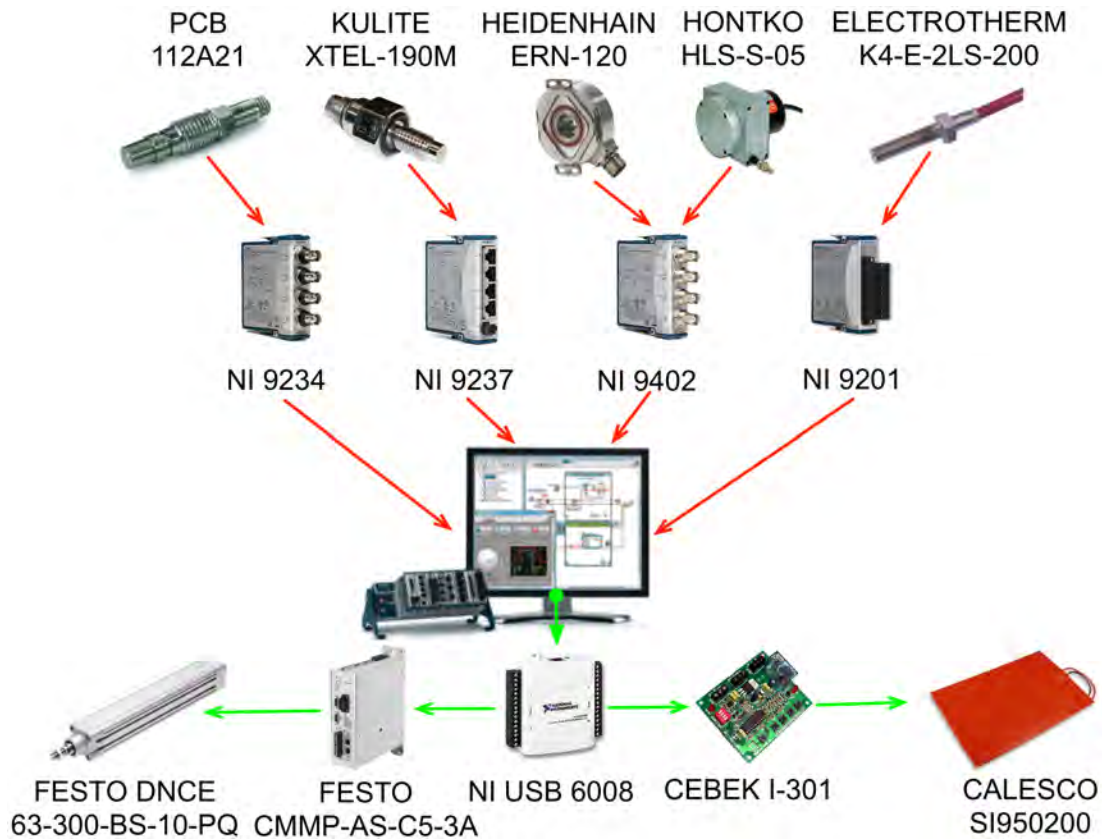 PCB
112A21
KULITE
XTEL-190M
HEIDENHAIN
ERN-120
HONTKO
HLS-S-05
ELECTROTHERM
K4-E-2LS-200
NI 9234
NI 9237
NI 9402
NI 9201
FESTO DNCE
63-300-BS-10-PQ
FESTO
CMMP-AS-C5-3A
NI USB 6008
CEBEK I-301
CALESCO
SI950200